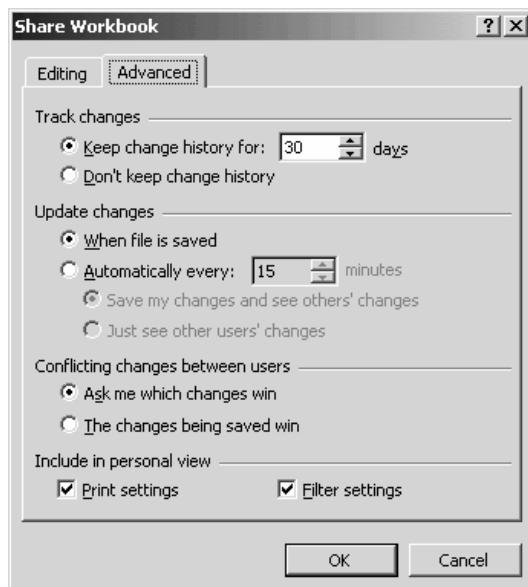 Share Workbook
Editing Advanced
Track changes
Keep change history for: 30 days
Don't keep change history
Update changes
When file is saved
Automatically every: 15 minutes
Save my changes and see others' changes
Just see other users' changes
Conflicting changes between users
Ask me which changes win
The changes being saved win
Include in personal view
Print settings Filter settings
OK Cancel